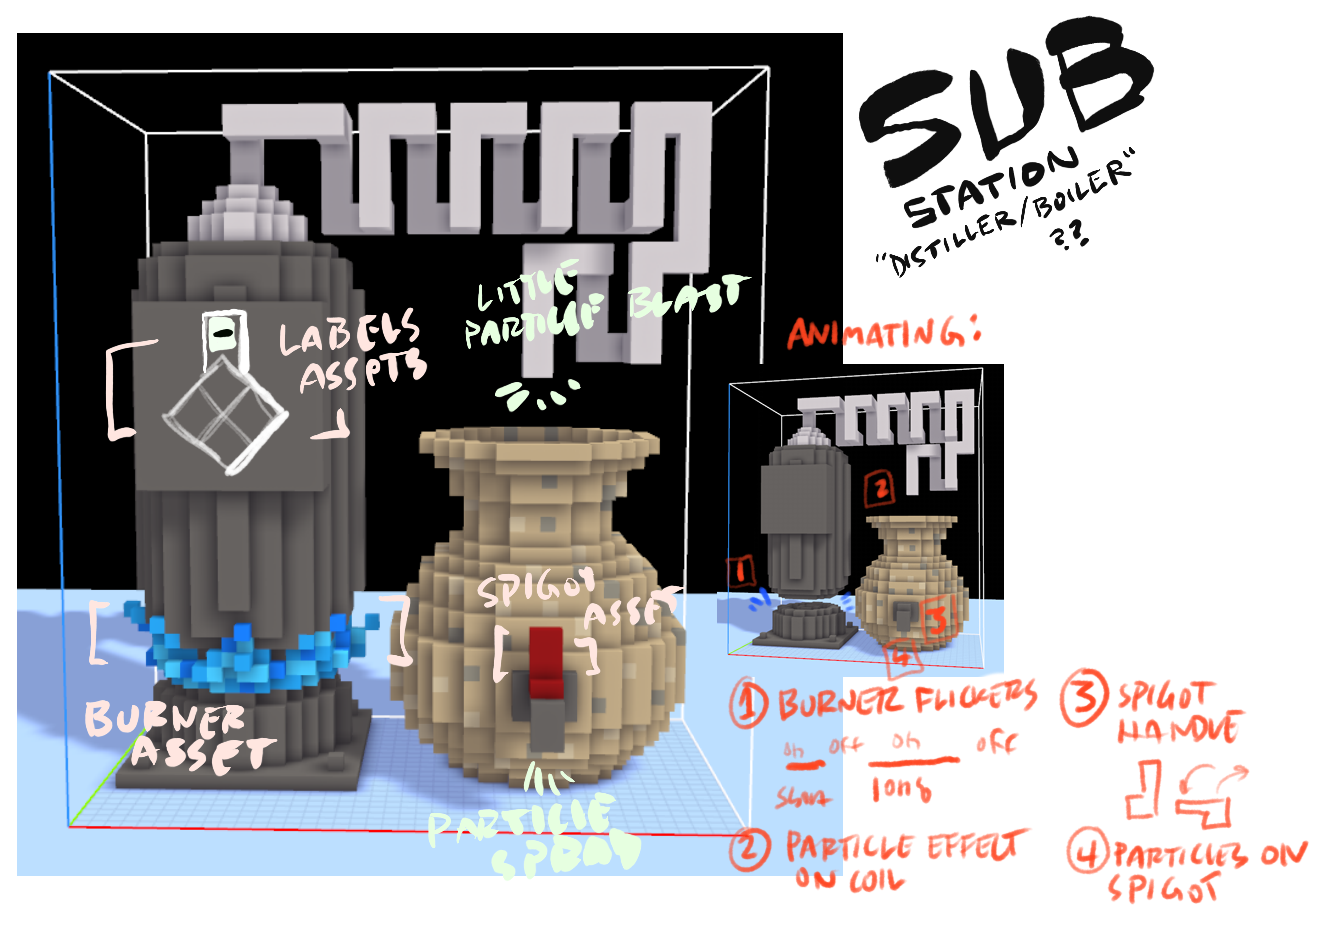 SUB
STATION
"DISTILLER/BOILER"
??
LITTLE
PARTICLE BLAST
LABELS
ASSETS
ANIMATING:
2
1
3
4
SPIGOT
ASSET
BURNER
ASSET
PARTICLE
SPRAY
1 BURNER FLICKERS
on OFF on OFF
short long
2 PARTICLE EFFECT
ON COIL
3 SPIGOT
HANDLE
4 PARTICLES ON
SPIGOT